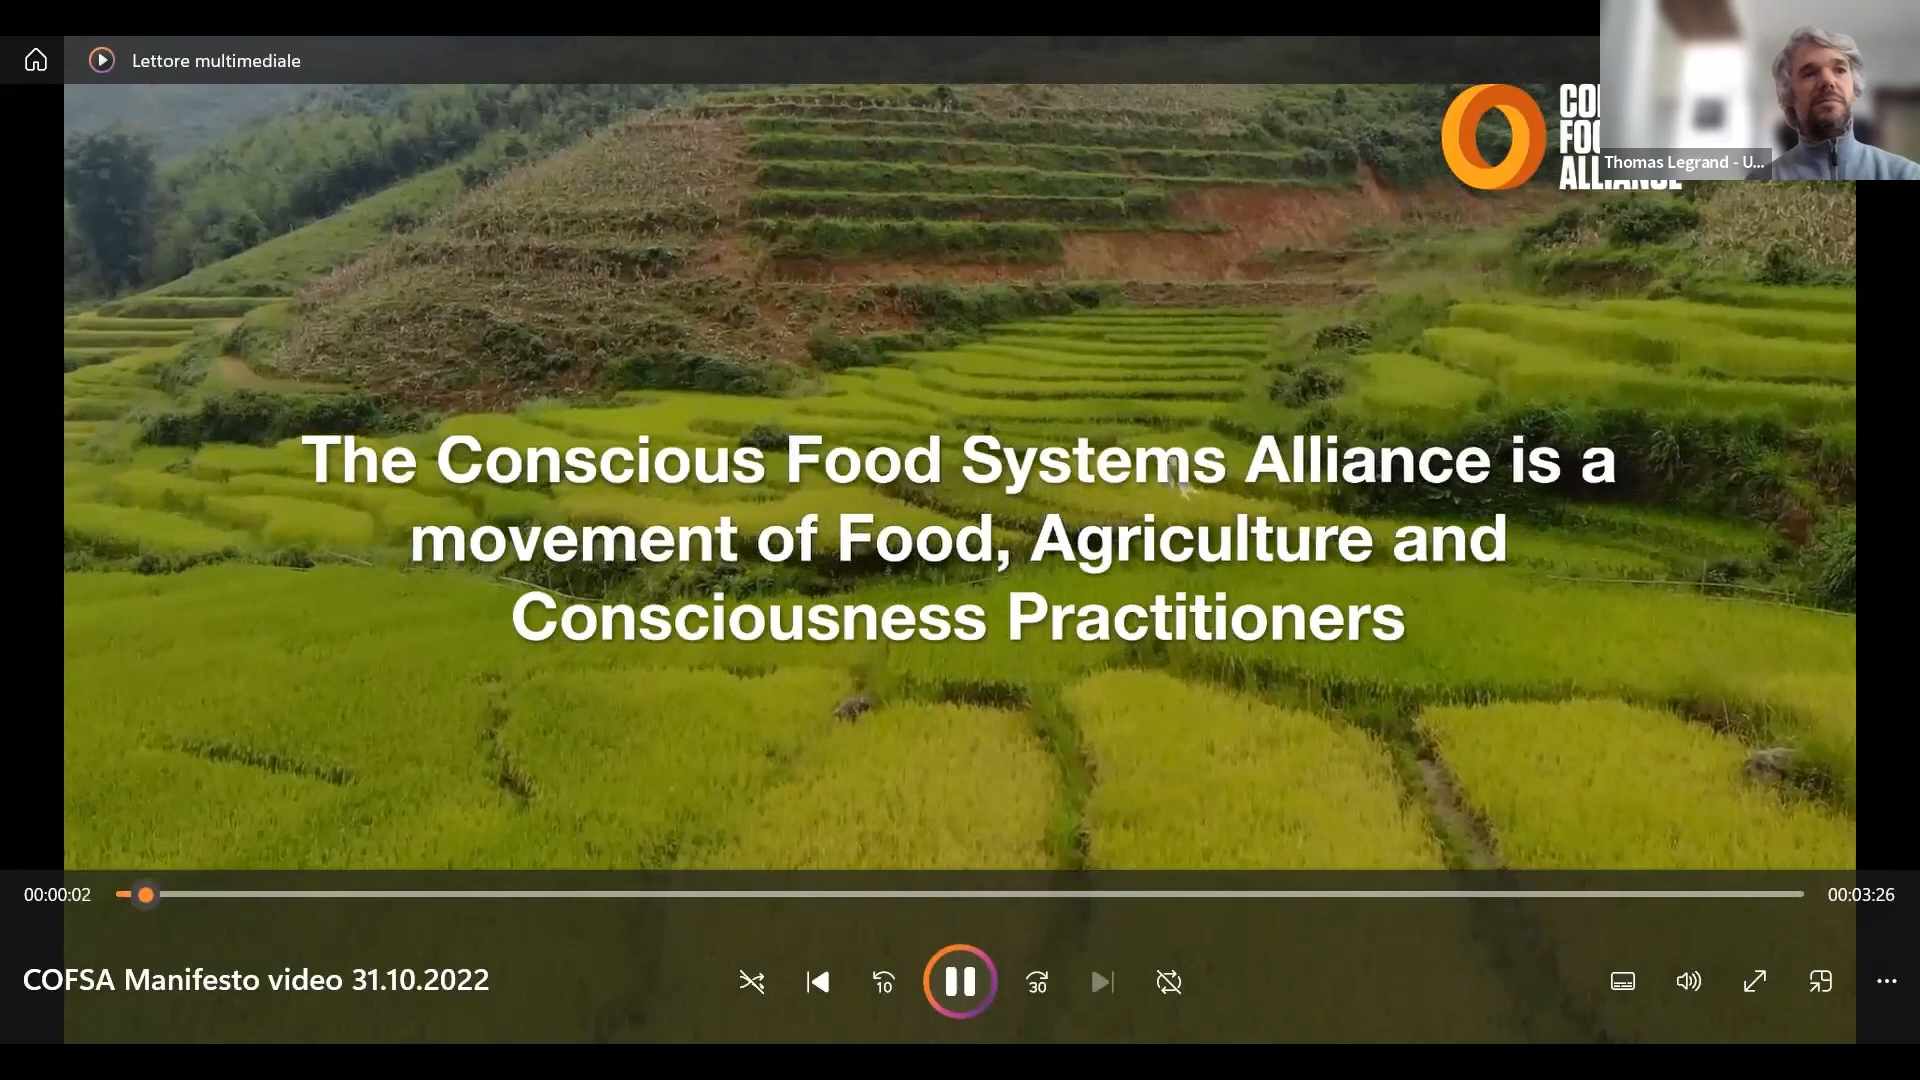 Lettore multimediale
Thomas Legrand - U...
The Conscious Food Systems Alliance is a
movement of Food, Agriculture and
Consciousness Practitioners
00:00:02
00:03:26
COFSA Manifesto video 31.10.2022
10
30